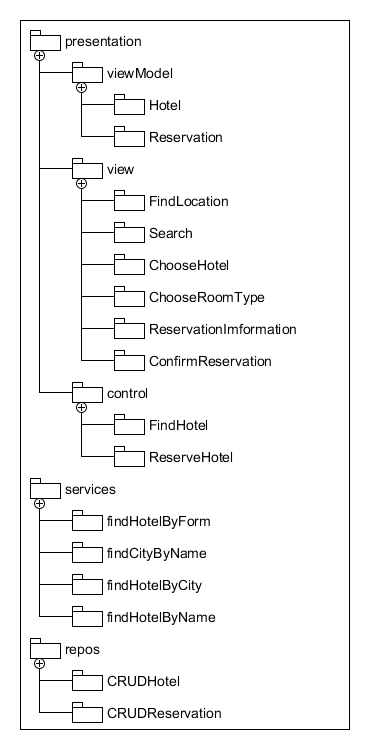 presentation
viewModel
Hotel
Reservation
view
FindLocation
Search
ChooseHotel
ChooseRoomType
ReservationImformation
ConfirmReservation
control
FindHotel
ReserveHotel
services
findHotelByForm
findCityByName
findHotelByCity
findHotelByName
repos
CRUDHotel
CRUDReservation